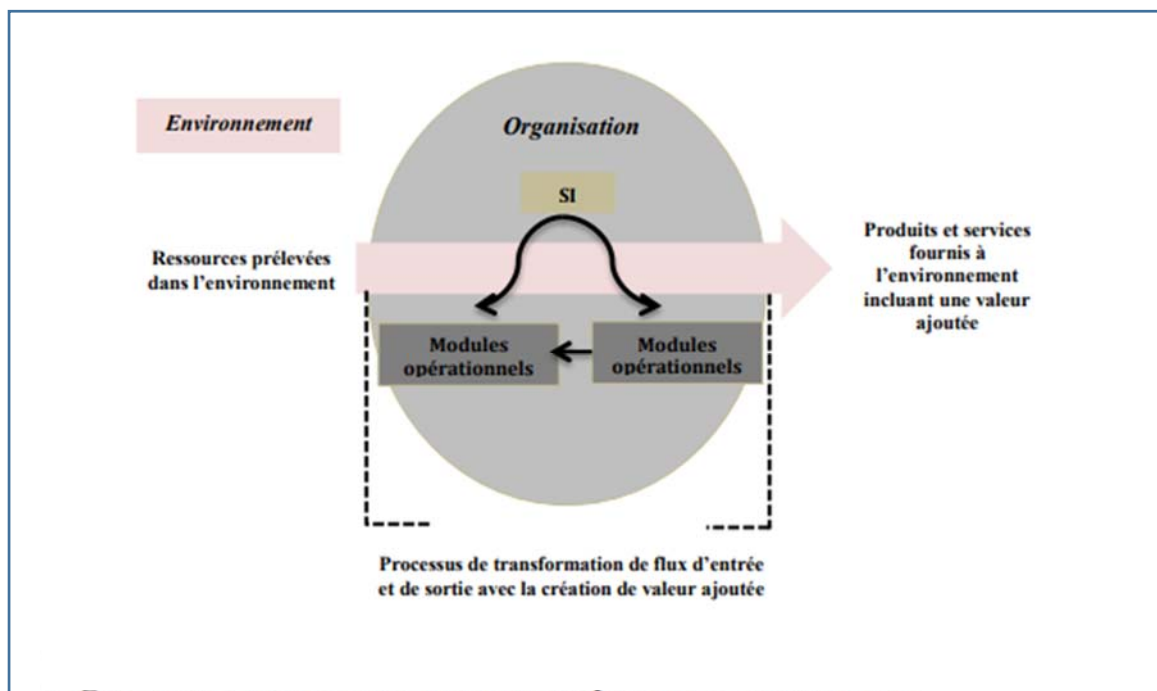 Environnement
Organisation
SI
Ressources prélevées
dans l'environnement
Produits et services
fournis à
l'environnement
incluant une valeur
ajoutée
Modules
opérationnels
Modules
opérationnels
Processus de transformation de flux d'entrée
et de sortie avec la création de valeur ajoutée